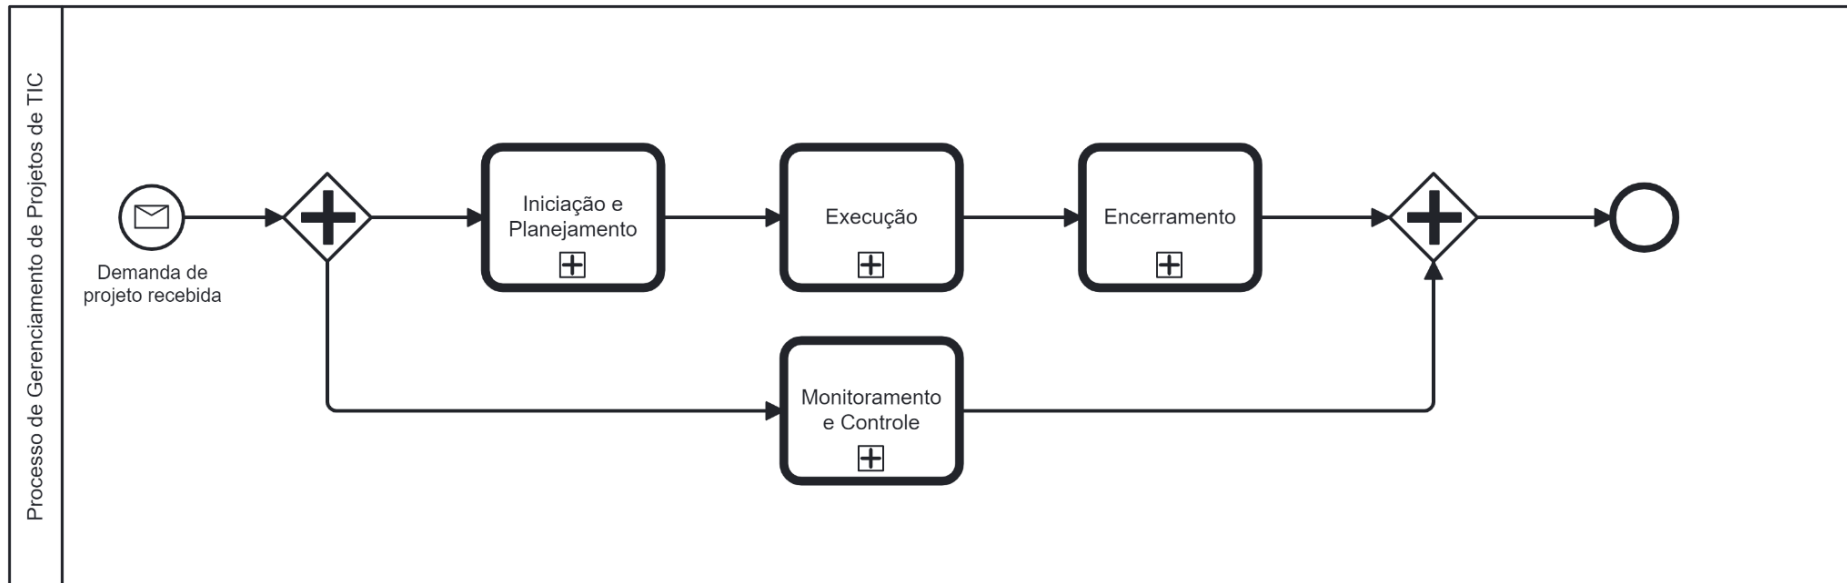 Processo de Gerenciamento de Projetos de TIC
Demanda de
projeto recebida
Iniciação e
Planejamento
Execução
Encerramento
Monitoramento
e Controle